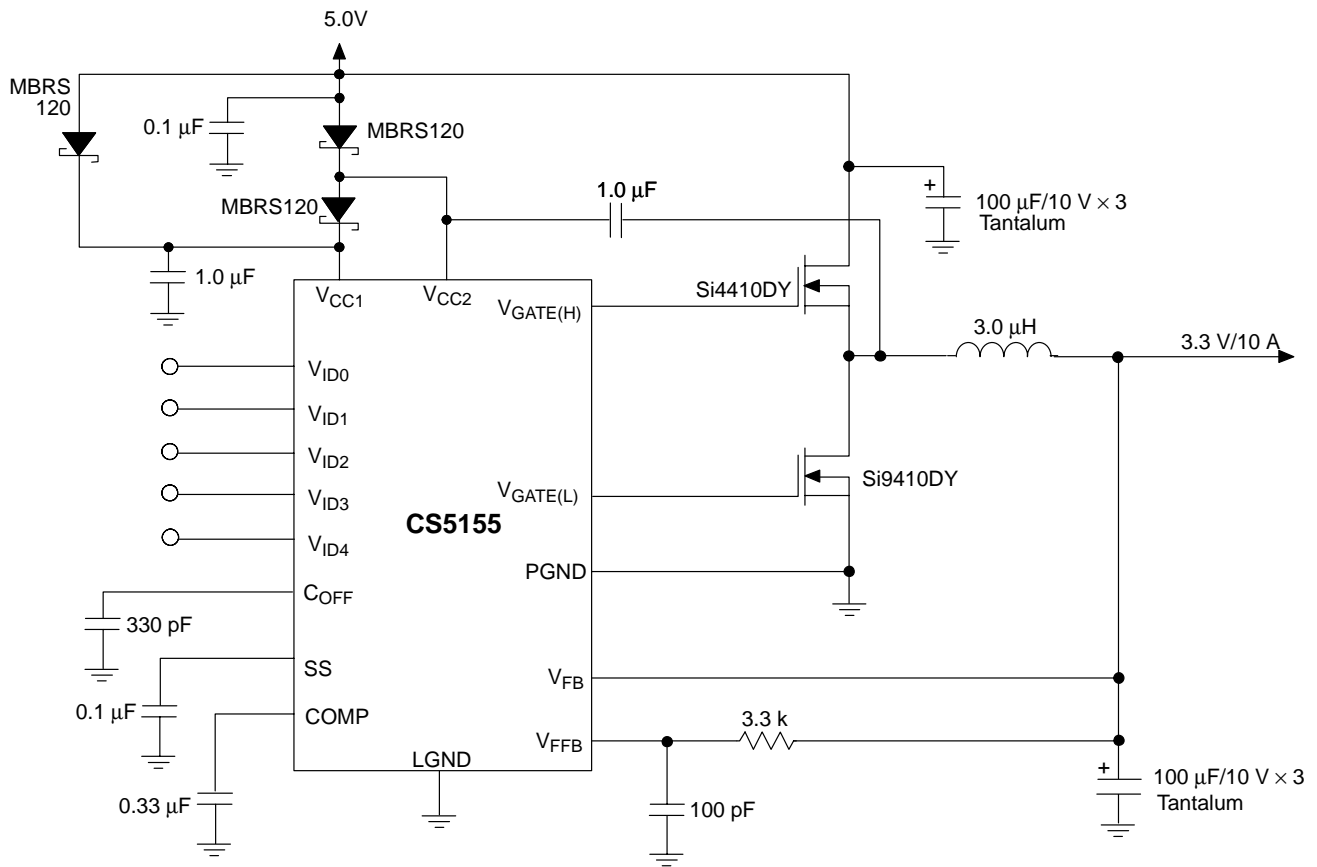 5.0V
MBRS
120
0.1 μF
MBRS120
MBRS120
1.0 μF
1.0 μF
100 μF/10 V × 3
Tantalum
+
VCC1
VCC2
VGATE(H)
Si4410DY
3.0 μH
3.3 V/10 A
VID0
VID1
VID2
VID3
VID4
VGATE(L)
Si9410DY
CS5155
PGND
COFF
330 pF
SS
0.1 μF
COMP
0.33 μF
LGND
VFB
VFFB
3.3 k
100 pF
+
100 μF/10 V × 3
Tantalum